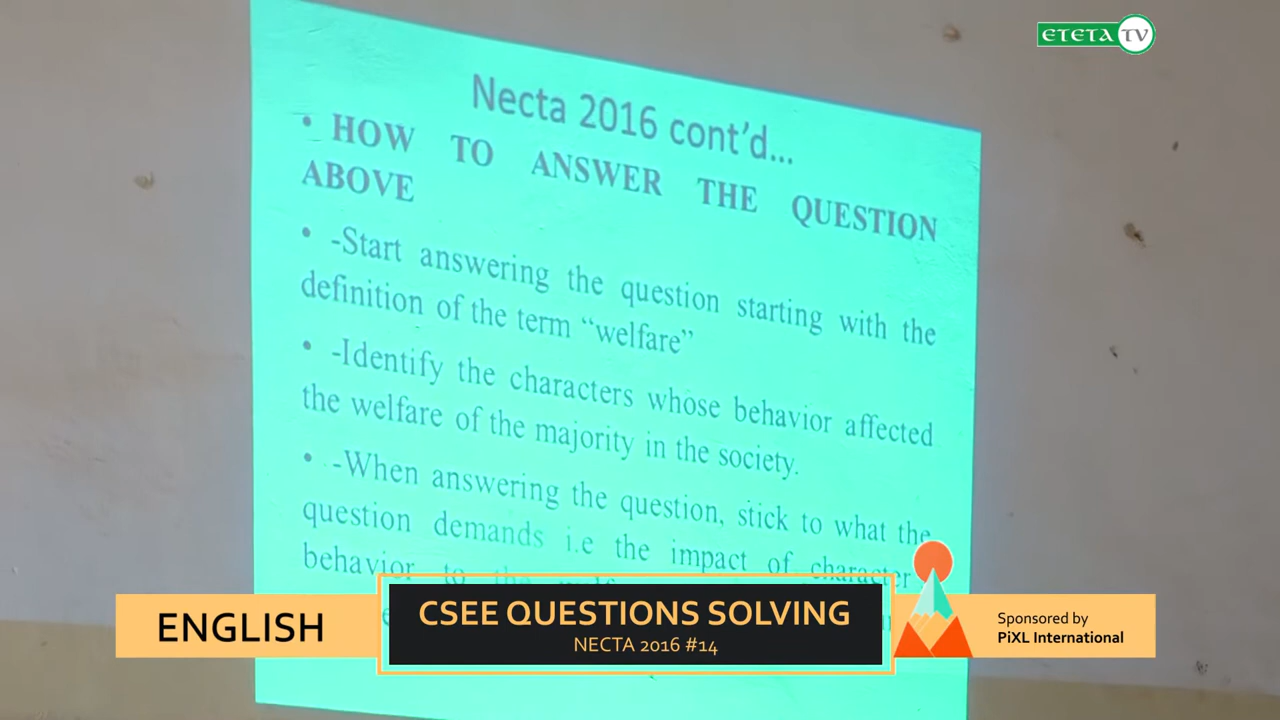 ETETA TV
Necta 2016 cont’d...
• HOW TO ANSWER THE QUESTION
ABOVE
• -Start answering the question starting with the
definition of the term “welfare”
• -Identify the characters whose behavior affected
the welfare of the majority in the society.
• -When answering the question, stick to what the
question demands i.e the impact of character
behavior to the
ENGLISH
CSEE QUESTIONS SOLVING
NECTA 2016 #14
Sponsored by
PiXL International